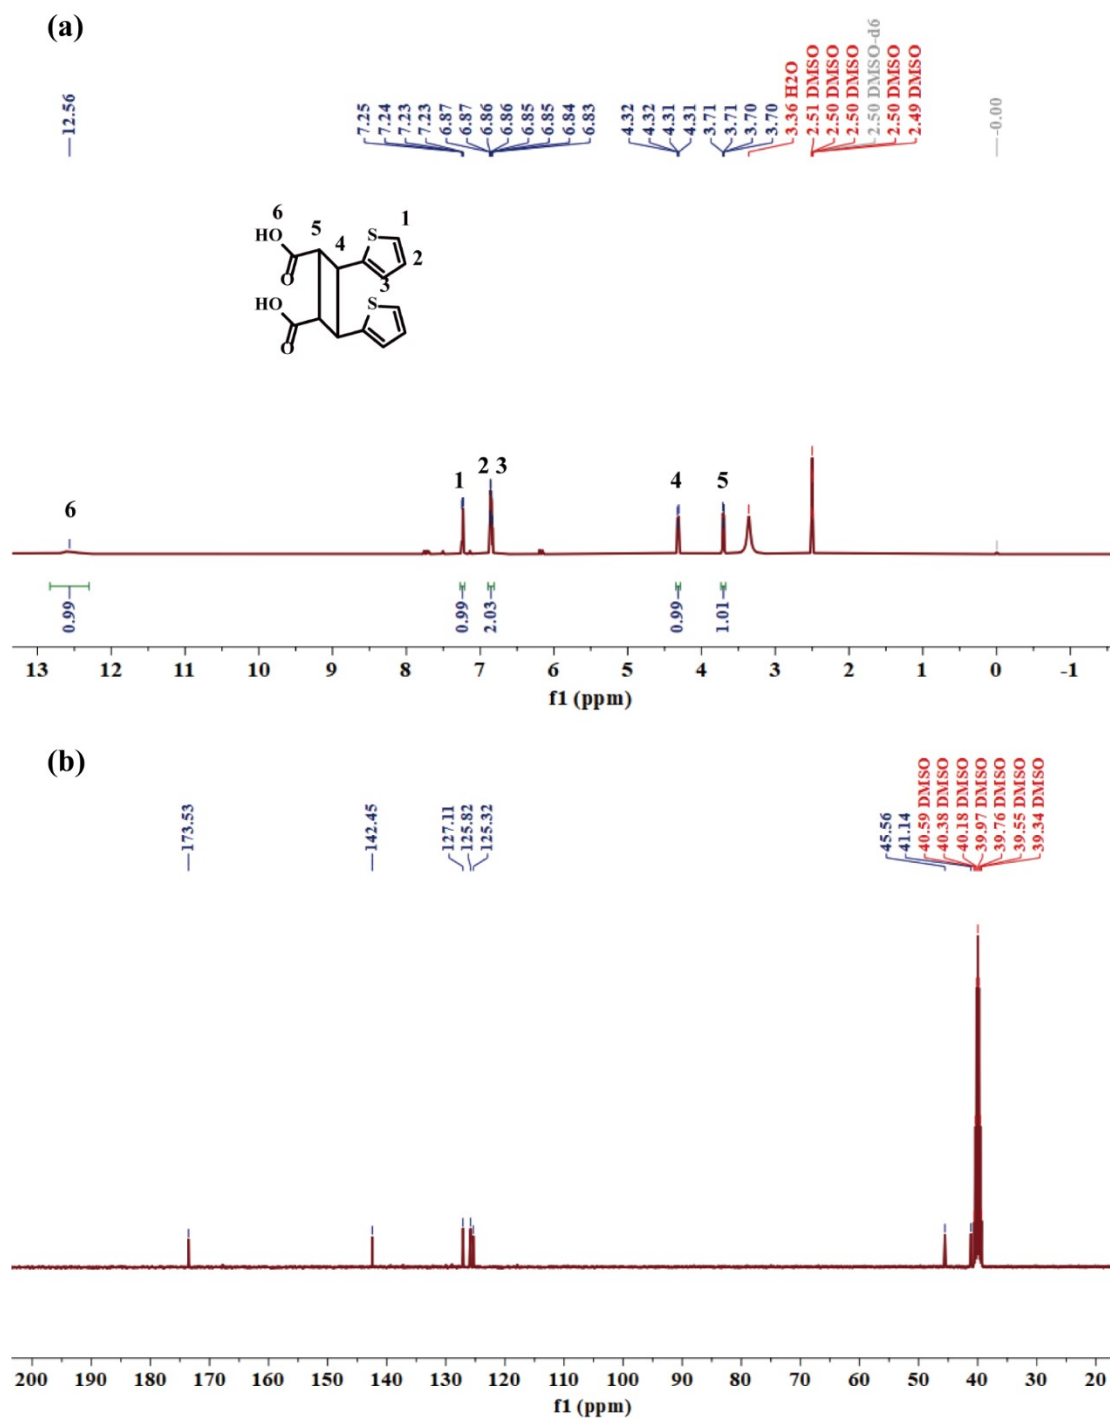 (a)
—12.56
7.25
7.24
7.23
7.23
6.87
6.87
6.86
6.86
6.85
6.85
6.84
6.83
4.32
4.32
4.31
4.31
3.71
3.71
3.70
3.70
3.36 H2O
2.51 DMSO
2.50 DMSO
2.50 DMSO
2.50 DMSO-d6
2.50 DMSO
2.49 DMSO
—-0.00
6
5
4
1
HO
S
2
O
3
HO
S
O
6
1
2 3
4
5
0.99
0.99
2.03
0.99
1.01
13 12 11 10 9 8 7 6 5 4 3 2 1 0 -1
f1 (ppm)
(b)
—173.53
—142.45
127.11
125.82
125.32
45.56
41.14
40.59 DMSO
40.38 DMSO
40.18 DMSO
39.97 DMSO
39.76 DMSO
39.55 DMSO
39.34 DMSO
200 190 180 170 160 150 140 130 120 110 100 90 80 70 60 50 40 30 20
f1 (ppm)